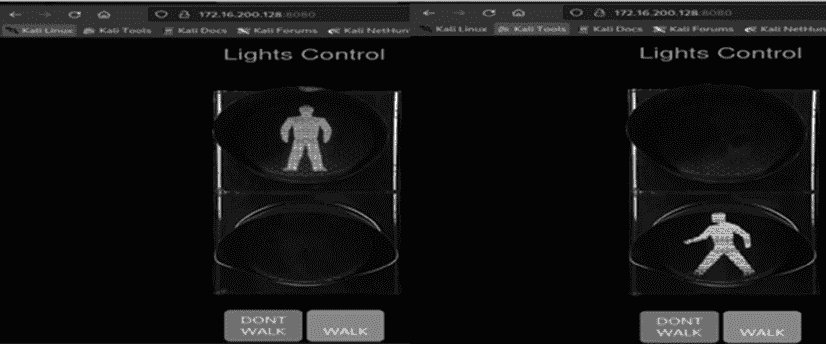 172.16.200.128:8080
Kali Linux Kali Tools Kali Docs Kali Forums Kali NetHun
Lights Control
DONT
WALK
WALK
172.16.200.128:8080
Kali Linux Kali Tools Kali Docs Kali Forums Kali NetHun
Lights Control
DONT
WALK
WALK